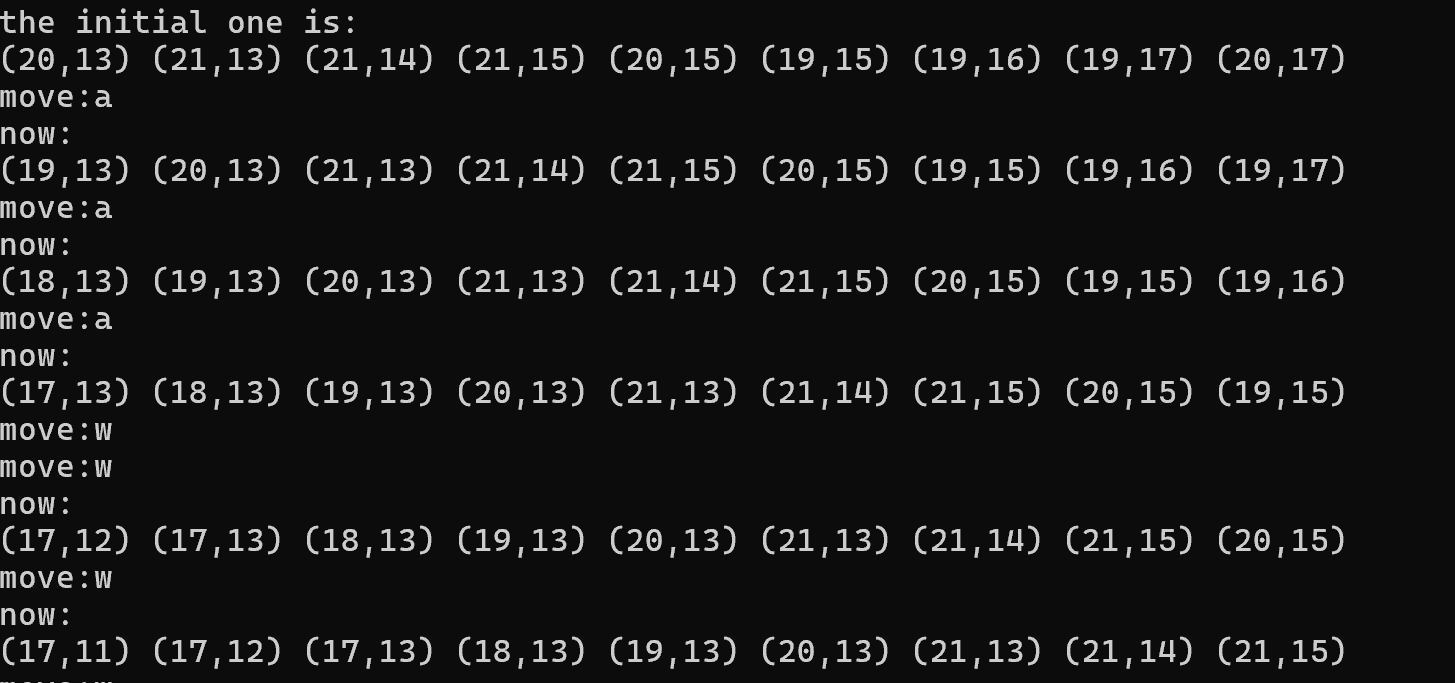 the initial one is:
(20,13) (21,13) (21,14) (21,15) (20,15) (19,15) (19,16) (19,17) (20,17)
move:a
now:
(19,13) (20,13) (21,13) (21,14) (21,15) (20,15) (19,15) (19,16) (19,17)
move:a
now:
(18,13) (19,13) (20,13) (21,13) (21,14) (21,15) (20,15) (19,15) (19,16)
move:a
now:
(17,13) (18,13) (19,13) (20,13) (21,13) (21,14) (21,15) (20,15) (19,15)
move:w
move:w
now:
(17,12) (17,13) (18,13) (19,13) (20,13) (21,13) (21,14) (21,15) (20,15)
move:w
now:
(17,11) (17,12) (17,13) (18,13) (19,13) (20,13) (21,13) (21,14) (21,15)